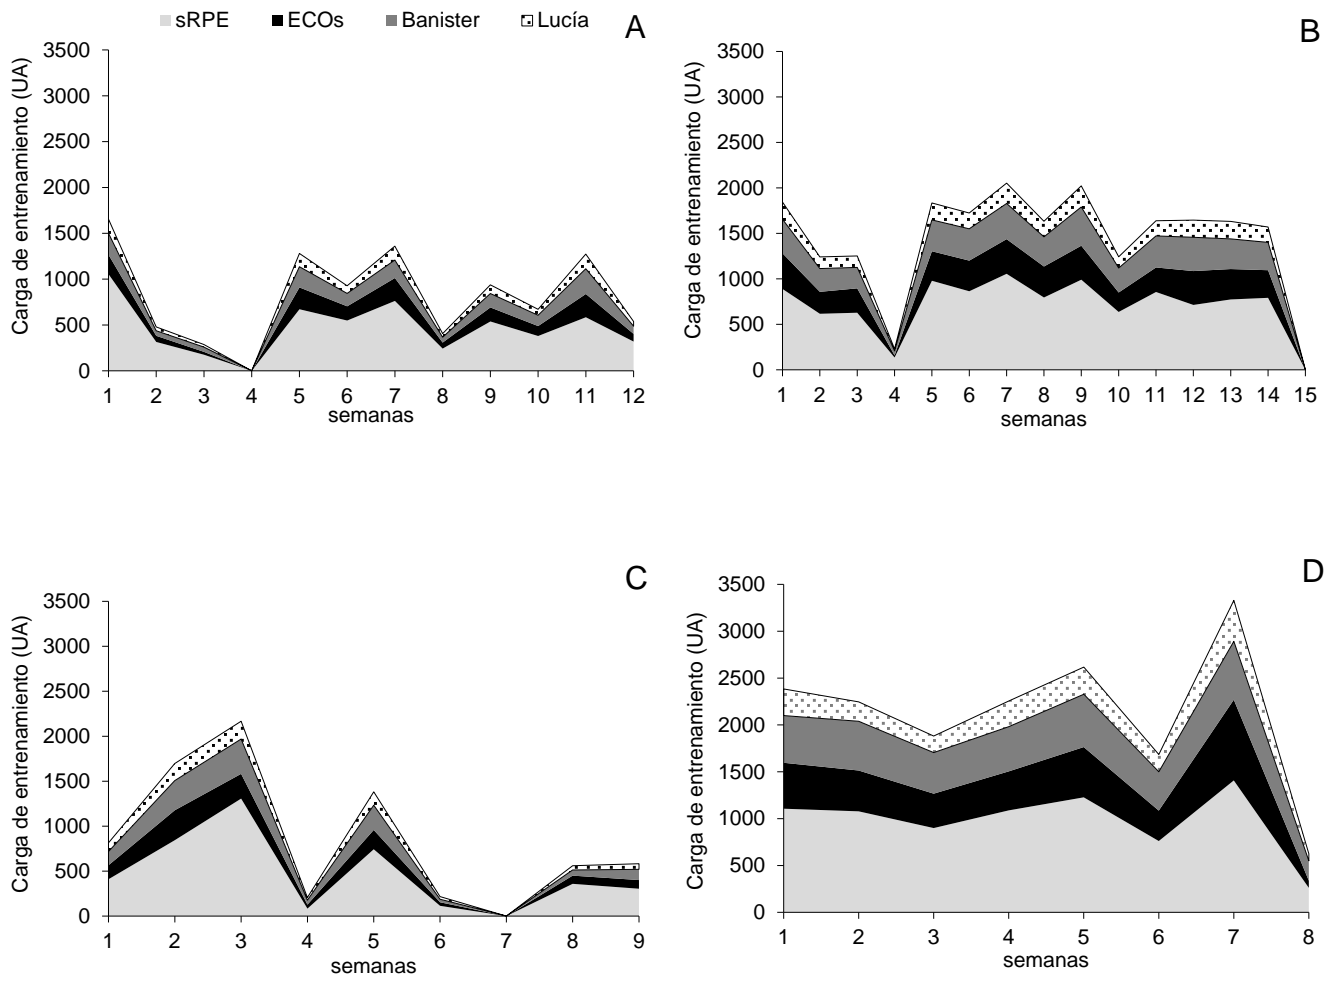 sRPE ECOs Banister Lucía
A
Carga de entrenamiento (UA)
3500
3000
2500
2000
1500
1000
500
0
1 2 3 4 5 6 7 8 9 10 11 12
semanas
B
Carga de entrenamiento (UA)
3500
3000
2500
2000
1500
1000
500
0
1 2 3 4 5 6 7 8 9 10 11 12 13 14 15
semanas
C
Carga de entrenamiento (UA)
3500
3000
2500
2000
1500
1000
500
0
1 2 3 4 5 6 7 8 9
semanas
D
Carga de entrenamiento (UA)
3500
3000
2500
2000
1500
1000
500
0
1 2 3 4 5 6 7 8
semanas